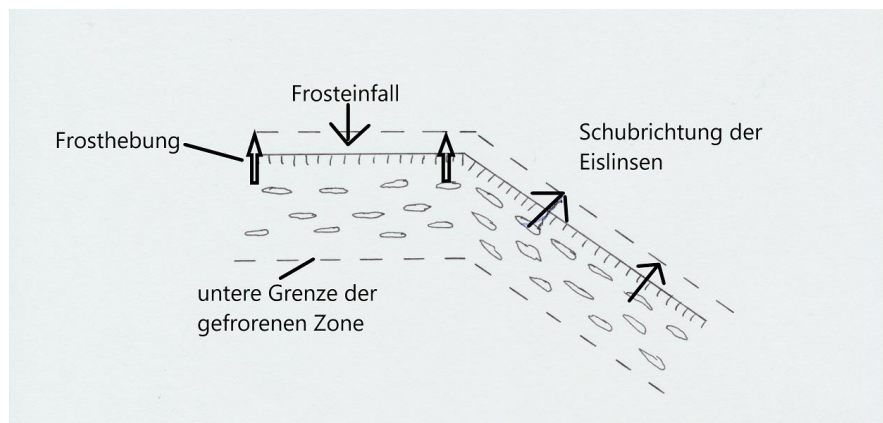 Frosteinfall
Frosthebung
Schubrichtung der
Eislinsen
untere Grenze der
gefrorenen Zone